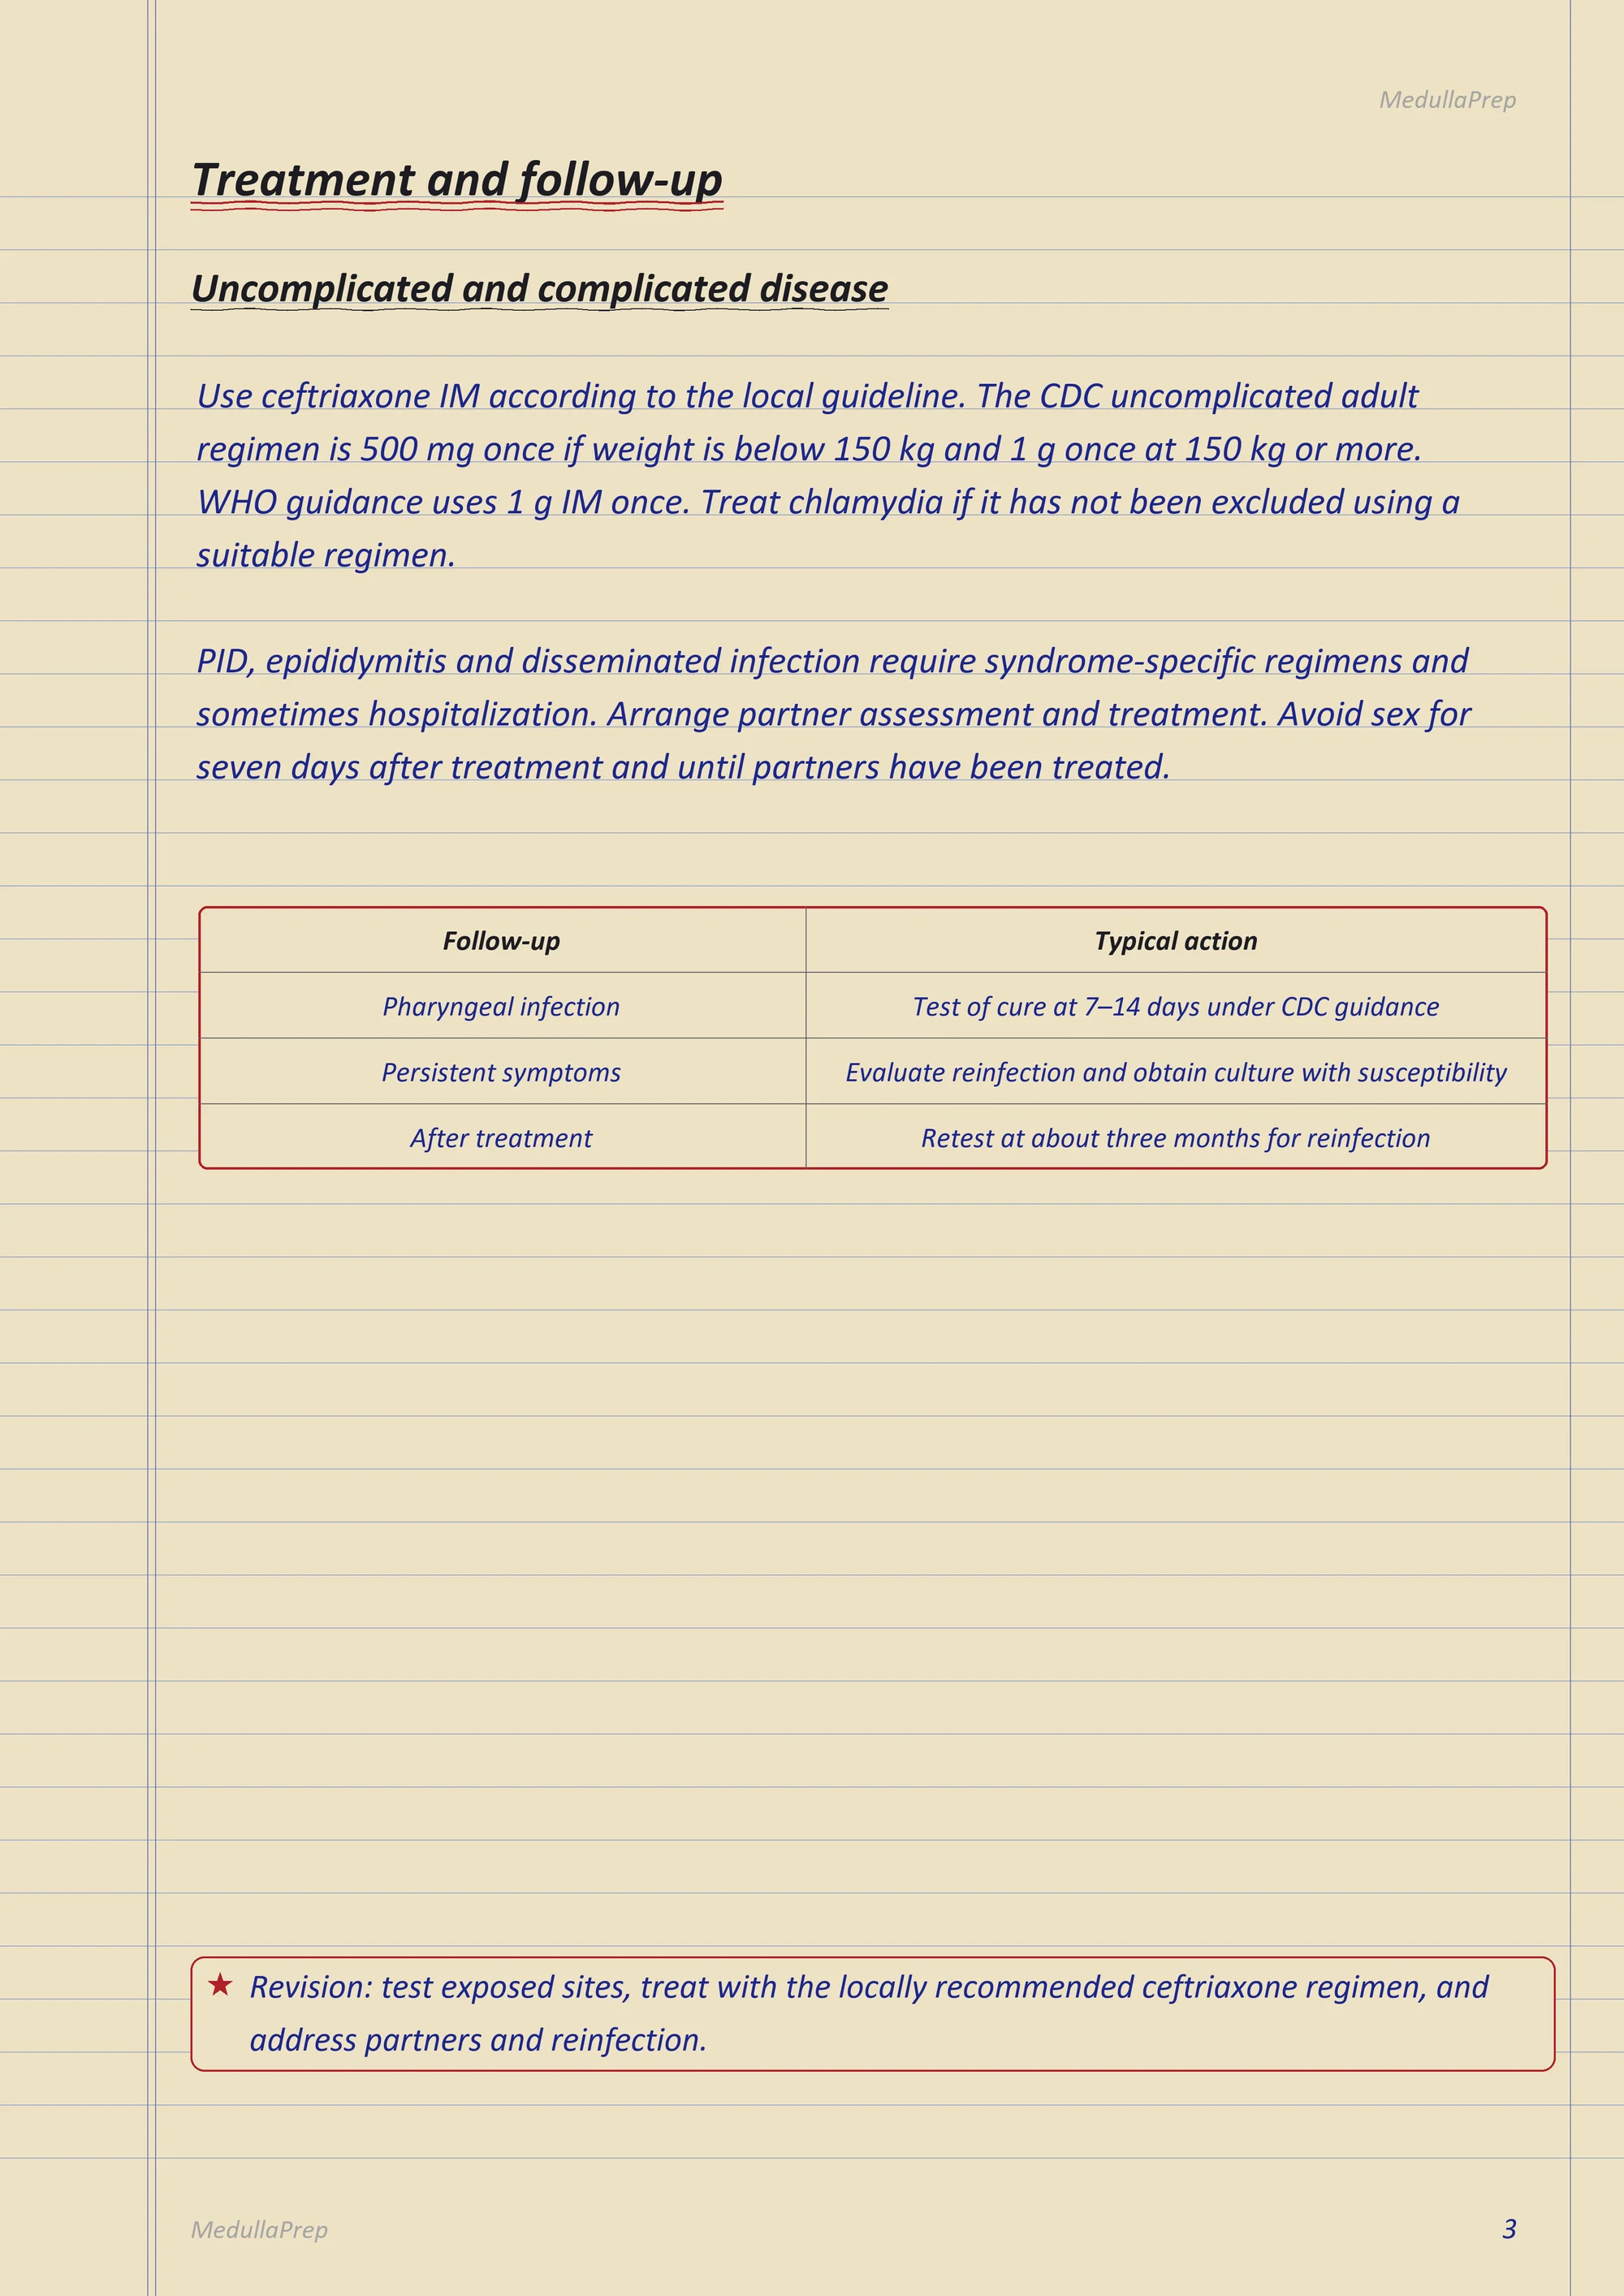 MedullaPrep
Treatment and follow-up
Uncomplicated and complicated disease
Use ceftriaxone IM according to the local guideline. The CDC uncomplicated adult
regimen is 500 mg once if weight is below 150 kg and 1 g once at 150 kg or more.
WHO guidance uses 1 g IM once. Treat chlamydia if it has not been excluded using a
suitable regimen.
PID, epididymitis and disseminated infection require syndrome-specific regimens and
sometimes hospitalization. Arrange partner assessment and treatment. Avoid sex for
seven days after treatment and until partners have been treated.
Follow-up Typical action
Pharyngeal infection Test of cure at 7–14 days under CDC guidance
Persistent symptoms Evaluate reinfection and obtain culture with susceptibility
After treatment Retest at about three months for reinfection
★ Revision: test exposed sites, treat with the locally recommended ceftriaxone regimen, and
address partners and reinfection.
MedullaPrep 3